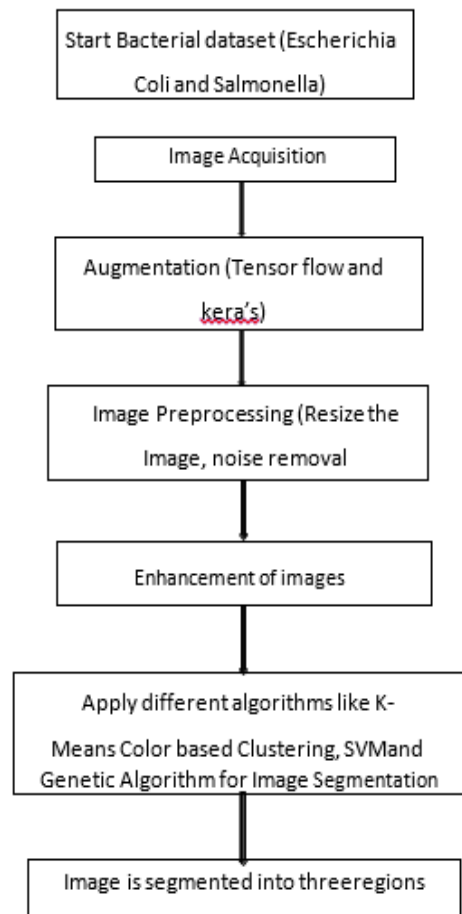 Start Bacterial dataset (Escherichia
Coli and Salmonella)
Image Acquisition
Augmentation (Tensor flow and
kera's)
Image Preprocessing (Resize the
Image, noise removal
Enhancement of images
Apply different algorithms like K-
Means Color based Clustering, SVMand
Genetic Algorithm for Image Segmentation
Image is segmented into threeregions